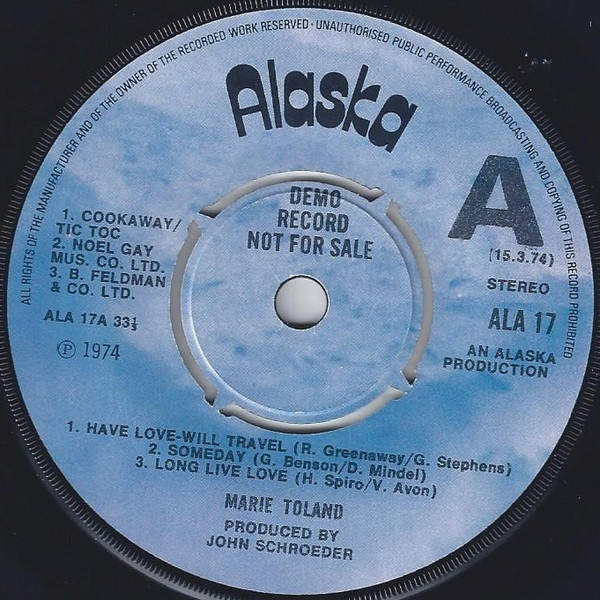 ALL RIGHTS OF THE MANUFACTURER AND OF THE OWNER OF THE RECORDED WORK RESERVED · UNAUTHORISED PUBLIC PERFORMANCE BROADCASTING AND COPYING OF THIS RECORD PROHIBITED
Alaska
A
DEMO
RECORD
NOT FOR SALE
(15.3.74)
1. COOKAWAY/
TIC TOC
2. NOEL GAY
MUS. CO. LTD.
3. B. FELDMAN
& CO. LTD.
STEREO
ALA 17A 33⅓
ALA 17
℗ 1974
AN ALASKA
PRODUCTION
1. HAVE LOVE-WILL TRAVEL (R. Greenaway/G. Stephens)
2. SOMEDAY (G. Benson/D. Mindel)
3. LONG LIVE LOVE (H. Spiro/V. Avon)
MARIE TOLAND
PRODUCED BY
JOHN SCHROEDER